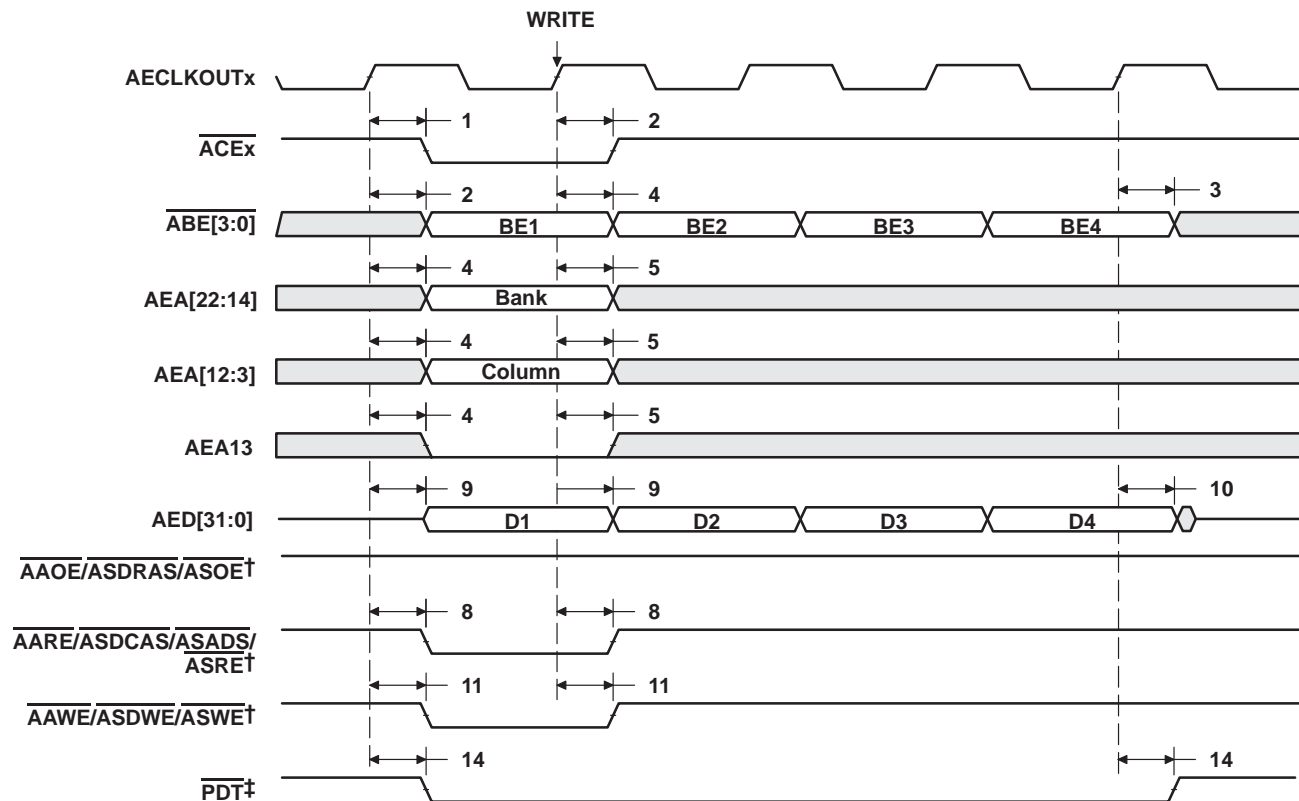 WRITE
AECLKOUTx
1 2
ACEx
2 4 3
ABE[3:0] BE1 BE2 BE3 BE4
4 5
AEA[22:14] Bank
4 5
AEA[12:3] Column
4 5
AEA13
9 9 10
AED[31:0] D1 D2 D3 D4
AAOE/ASDRAS/ASOE†
8 8
AARE/ASDCAS/ASADS/
ASRE†
11 11
AAWE/ASDWE/ASWE†
14 14
PDT‡